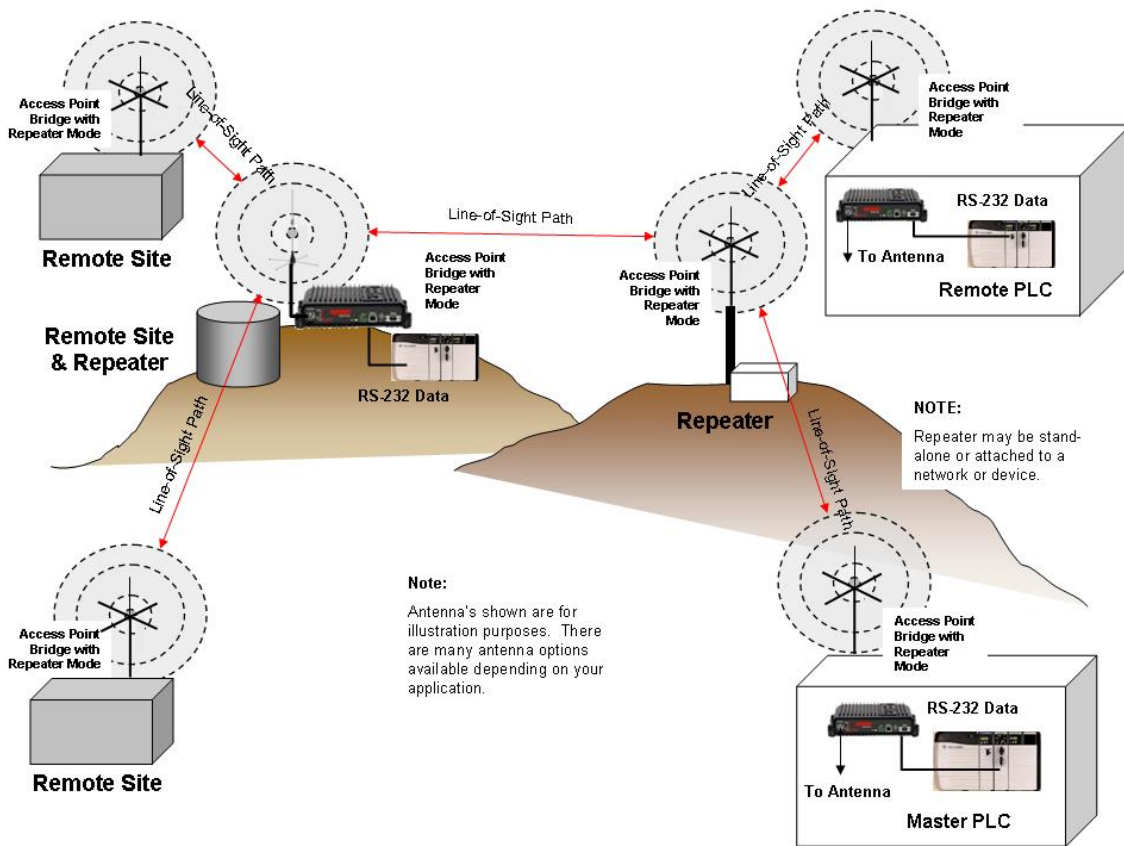 Access Point
Bridge with
Repeater Mode
Remote Site
Line-of-Sight Path
Line-of-Sight Path
Access Point
Bridge with
Repeater
Mode
Remote Site
& Repeater
RS-232 Data
Line-of-Sight Path
Access Point
Bridge with
Repeater Mode
Remote Site
Access Point
Bridge with
Repeater
Mode
Repeater
Line-of-Sight Path
Access Point
Bridge with
Repeater
Mode
RS-232 Data
To Antenna
Remote PLC
NOTE:
Repeater may be stand-
alone or attached to a
network or device.
Line-of-Sight Path
Note:
Antenna's shown are for
illustration purposes. There
are many antenna options
available depending on your
application.
Access Point
Bridge with
Repeater
Mode
RS-232 Data
To Antenna
Master PLC